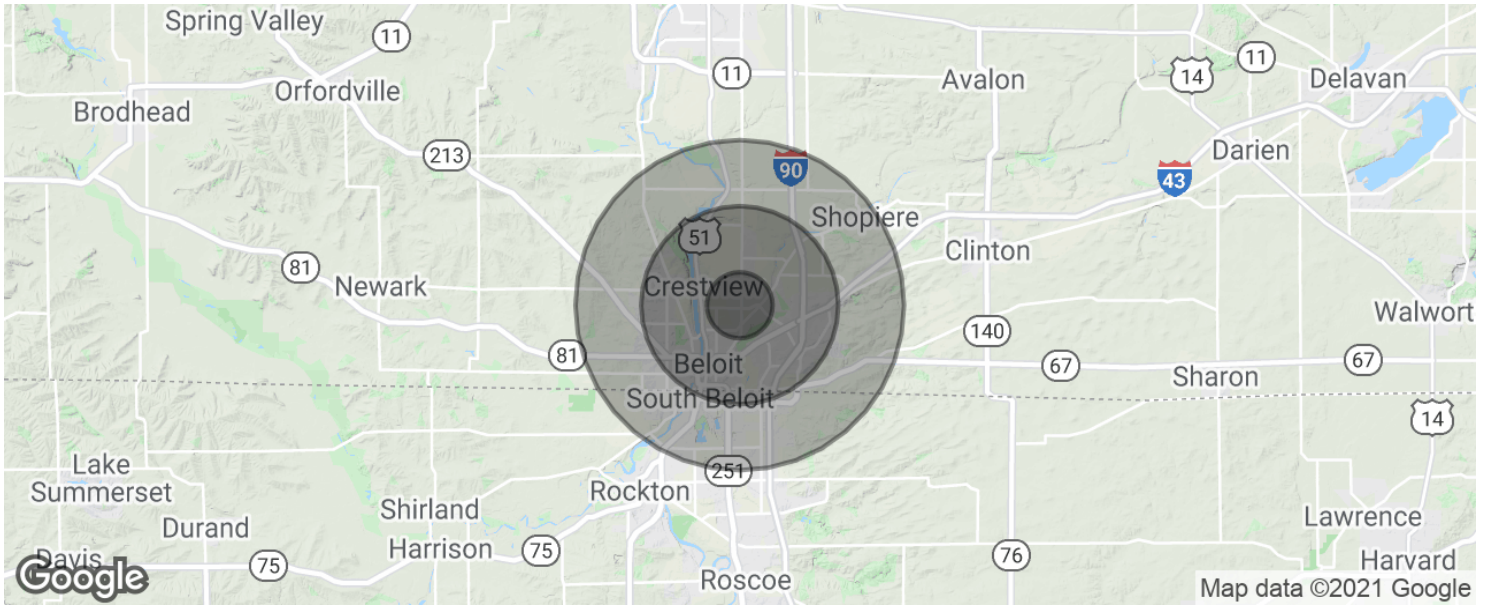 Spring Valley
11
11
11
14
Avalon
Delavan
Orfordville
Brodhead
213
Darien
90
43
Shopiere
51
Clinton
81
Newark
Crestview
Walwort
140
81
Beloit
67
67
Sharon
South Beloit
14
Lake
Summerset
251
Rockton
Shirland
Lawrence
Durand
Harrison
75
76
Davis
75
Harvard
Roscoe
Google
Map data ©2021 Google